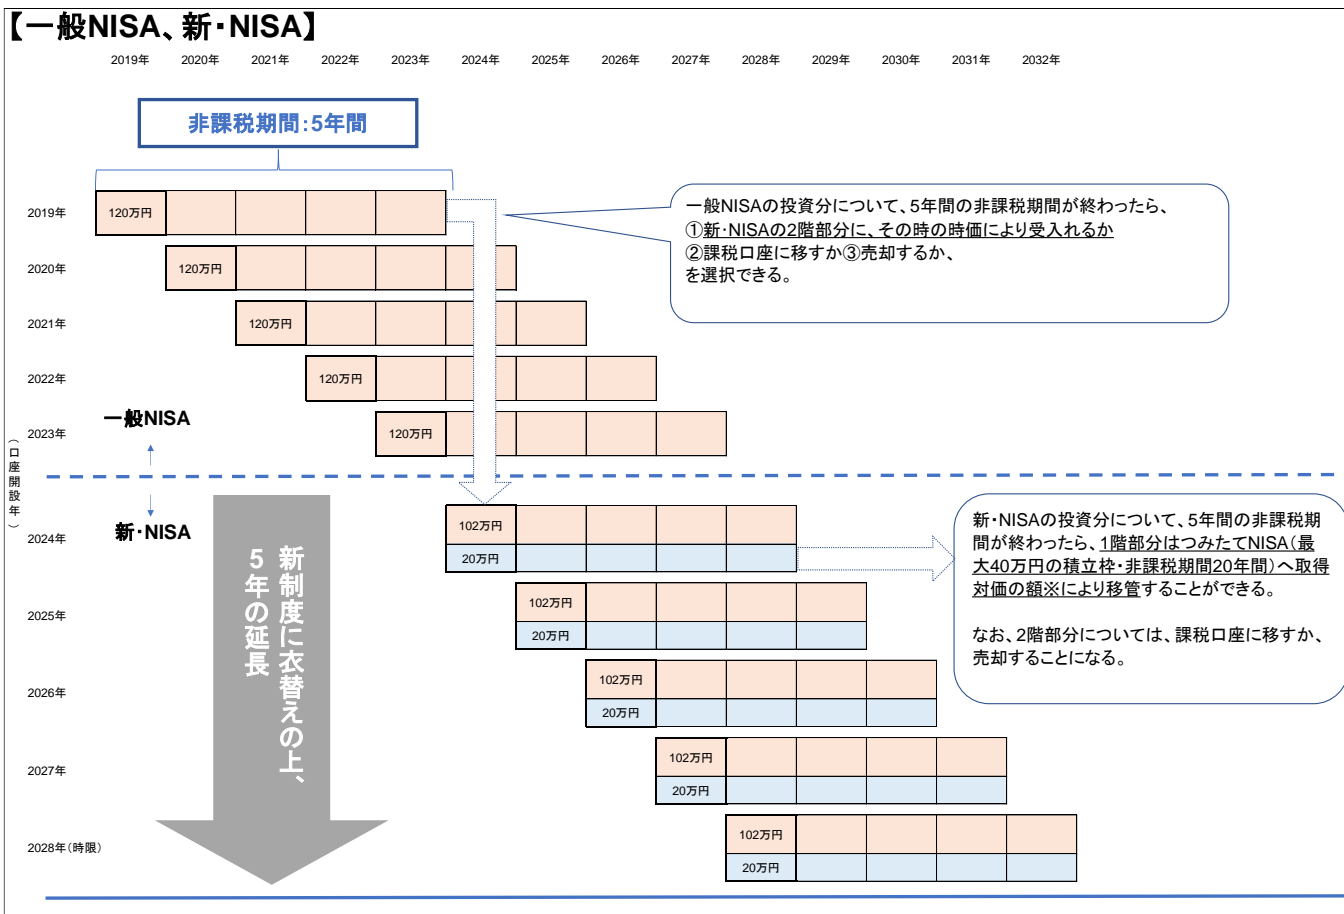 【一般NISA、新・NISA】
2019年 2020年 2021年 2022年 2023年 2024年 2025年 2026年 2027年 2028年 2029年 2030年 2031年 2032年
非課税期間：5年間
2019年
120万円
一般NISAの投資分について、5年間の非課税期間が終わったら、
①新・NISAの2階部分に、その時の時価により受入れるか
②課税口座に移すか③売却するか、
を選択できる。
2020年
120万円
2021年
120万円
2022年
120万円
一般NISA
2023年
120万円
（口座開設年）
新・NISA
2024年
102万円
20万円
新・NISAの投資分について、5年間の非課税期
間が終わったら、1階部分はつみたてNISA（最
大40万円の積立枠・非課税期間20年間）へ取得
対価の額※により移管することができる。
なお、2階部分については、課税口座に移すか、
売却することになる。
新制度に衣替えの上、
5年の延長
2025年
102万円
20万円
2026年
102万円
20万円
2027年
102万円
20万円
2028年（時限）
102万円
20万円